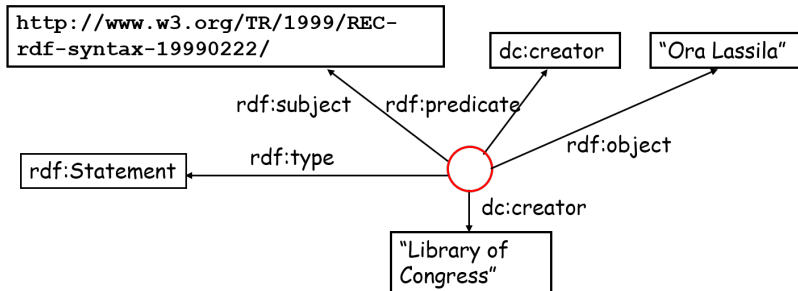 http://www.w3.org/TR/1999/REC-
rdf-syntax-19990222/
dc:creator
“Ora Lassila”
rdf:subject
rdf:predicate
rdf:object
rdf:type
rdf:Statement
dc:creator
“Library of
Congress”